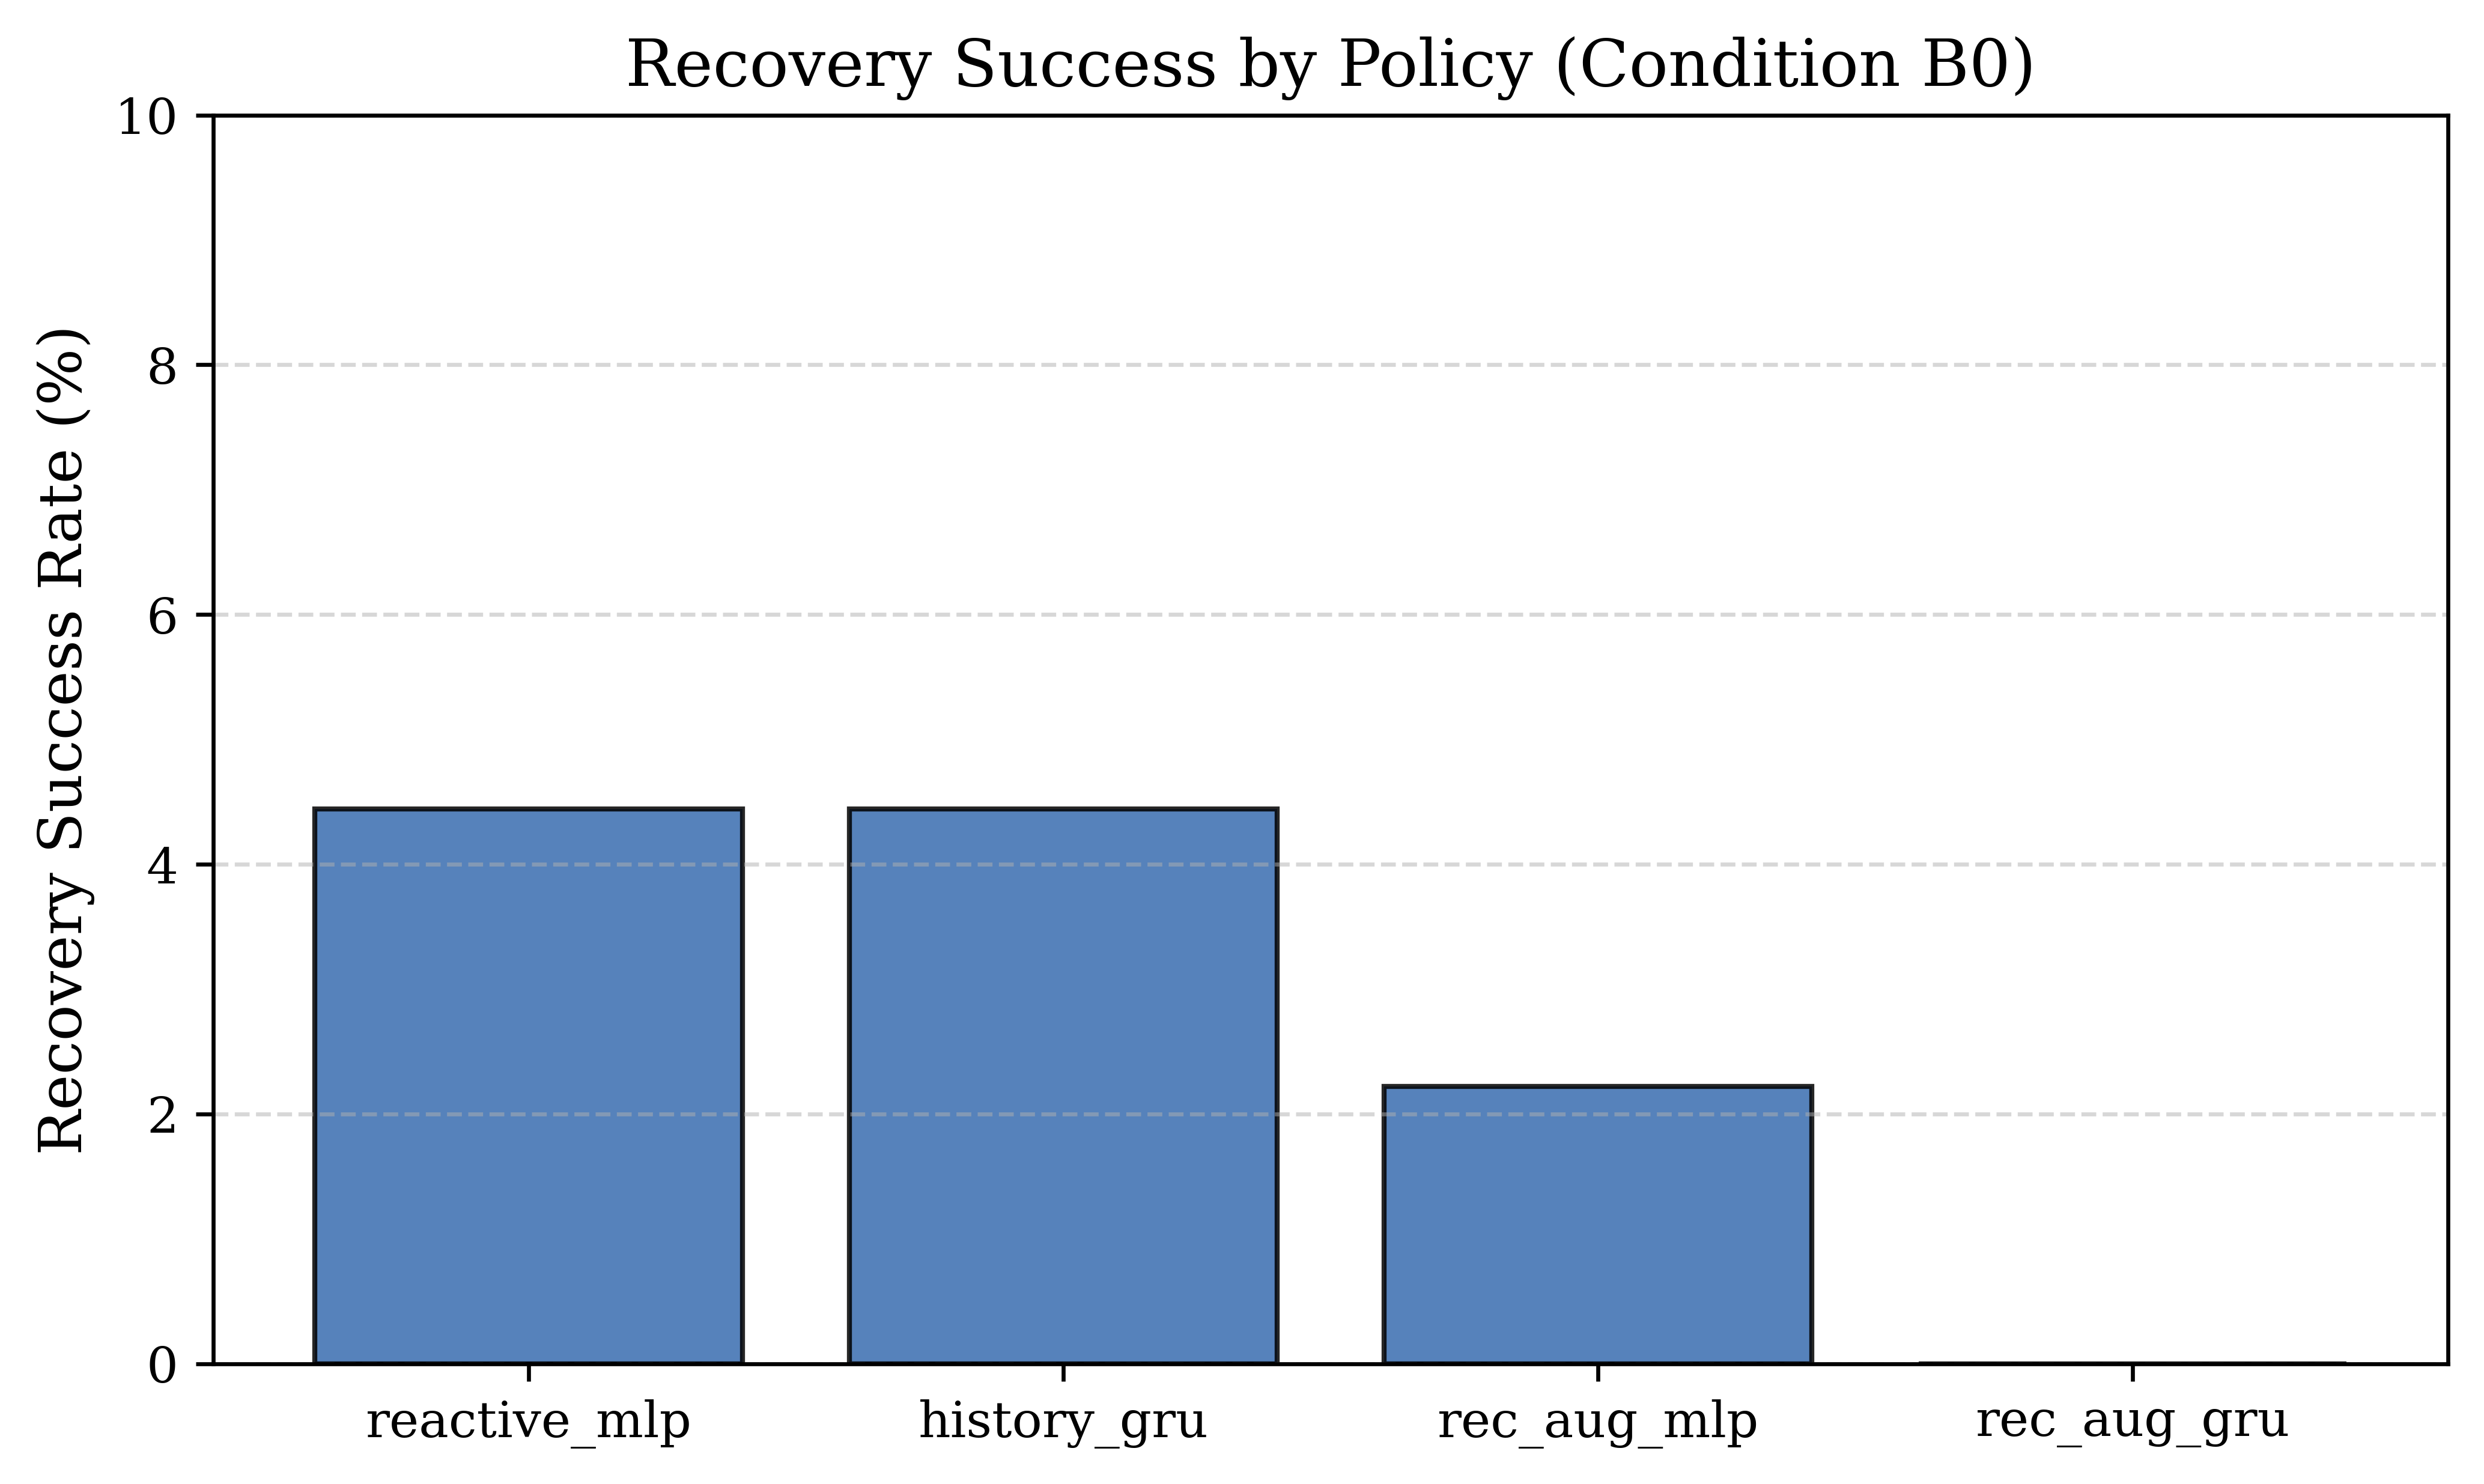 Recovery Success by Policy (Condition B0)
Recovery Success Rate (%)
10
8
6
4
2
0
reactive_mlp
history_gru
rec_aug_mlp
rec_aug_gru